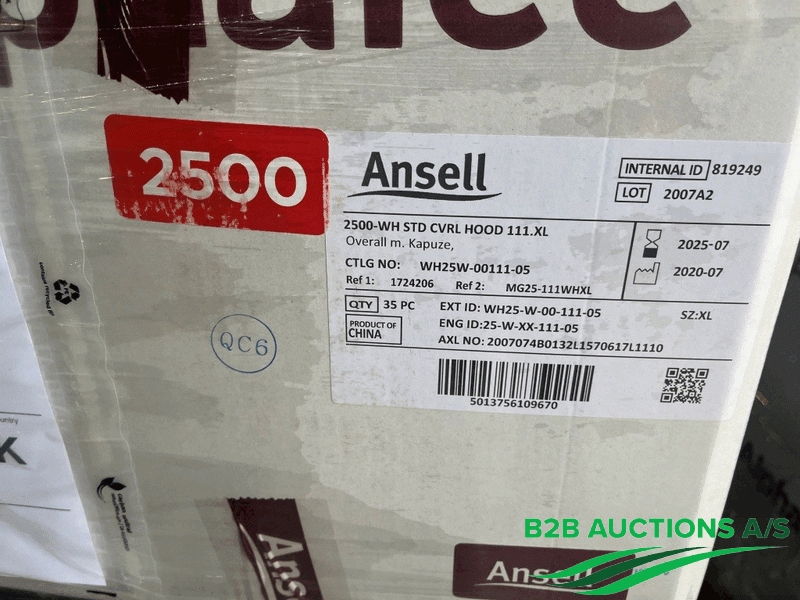 2500
Ansell
INTERNAL ID 819249
LOT 2007A2
2500-WH STD CVRL HOOD 111.XL
Overall m. Kapuze,
2025-07
CTLG NO: WH25W-00111-05
2020-07
Ref 1: 1724206 Ref 2: MG25-111WHXL
QTY 35 PC EXT ID: WH25-W-00-111-05 SZ:XL
PRODUCT OF
CHINA
ENG ID:25-W-XX-111-05
AXL NO: 2007074B0132L1570617L1110
5013756109670
QC6
K
Ansell
B2B AUCTIONS A/S